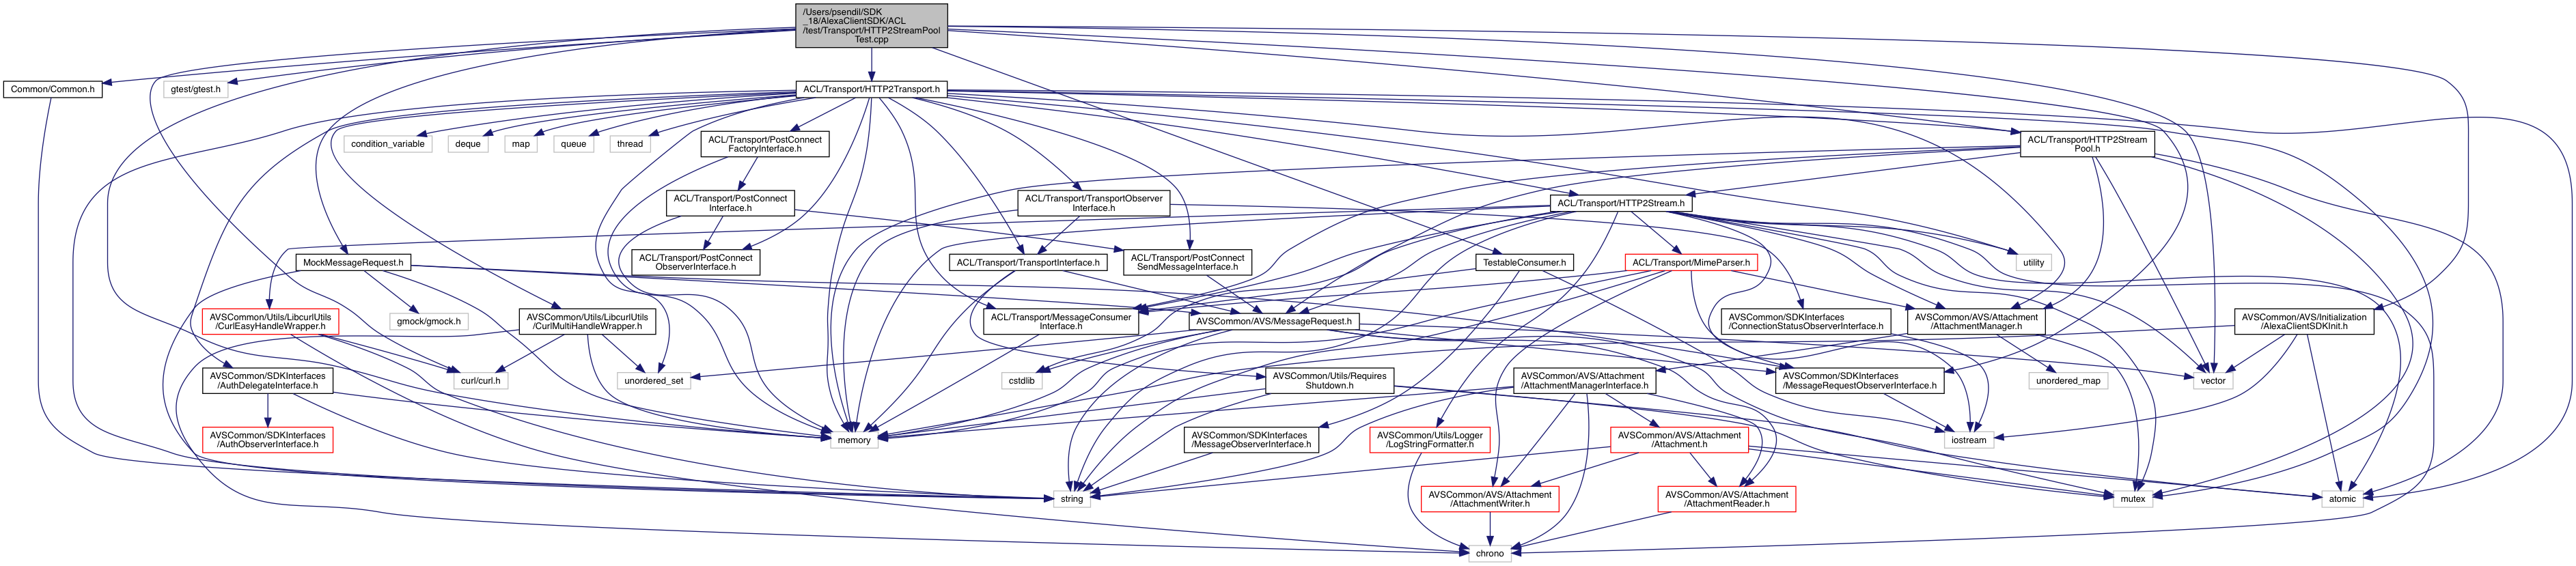 /Users/psendil/SDK
_18/AlexaClientSDK/ACL
/test/Transport/HTTP2StreamPool
Test.cpp
Common/Common.h
gtest/gtest.h
ACL/Transport/HTTP2Transport.h
condition_variable
deque
map
queue
thread
ACL/Transport/PostConnect
FactoryInterface.h
ACL/Transport/HTTP2Stream
Pool.h
ACL/Transport/PostConnect
Interface.h
ACL/Transport/TransportObserver
Interface.h
ACL/Transport/HTTP2Stream.h
MockMessageRequest.h
ACL/Transport/PostConnect
ObserverInterface.h
ACL/Transport/TransportInterface.h
ACL/Transport/PostConnect
SendMessageInterface.h
TestableConsumer.h
ACL/Transport/MimeParser.h
utility
AVSCommon/Utils/LibcurlUtils
/CurlEasyHandleWrapper.h
gmock/gmock.h
AVSCommon/Utils/LibcurlUtils
/CurlMultiHandleWrapper.h
ACL/Transport/MessageConsumer
Interface.h
AVSCommon/AVS/MessageRequest.h
AVSCommon/SDKInterfaces
/ConnectionStatusObserverInterface.h
AVSCommon/AVS/Attachment
/AttachmentManager.h
AVSCommon/AVS/Initialization
/AlexaClientSDKInit.h
AVSCommon/SDKInterfaces
/AuthDelegateInterface.h
curl/curl.h
unordered_set
cstdlib
AVSCommon/Utils/Requires
Shutdown.h
AVSCommon/AVS/Attachment
/AttachmentManagerInterface.h
AVSCommon/SDKInterfaces
/MessageRequestObserverInterface.h
unordered_map
vector
AVSCommon/SDKInterfaces
/AuthObserverInterface.h
memory
AVSCommon/SDKInterfaces
/MessageObserverInterface.h
AVSCommon/Utils/Logger
/LogStringFormatter.h
AVSCommon/AVS/Attachment
/Attachment.h
iostream
string
AVSCommon/AVS/Attachment
/AttachmentWriter.h
AVSCommon/AVS/Attachment
/AttachmentReader.h
mutex
atomic
chrono